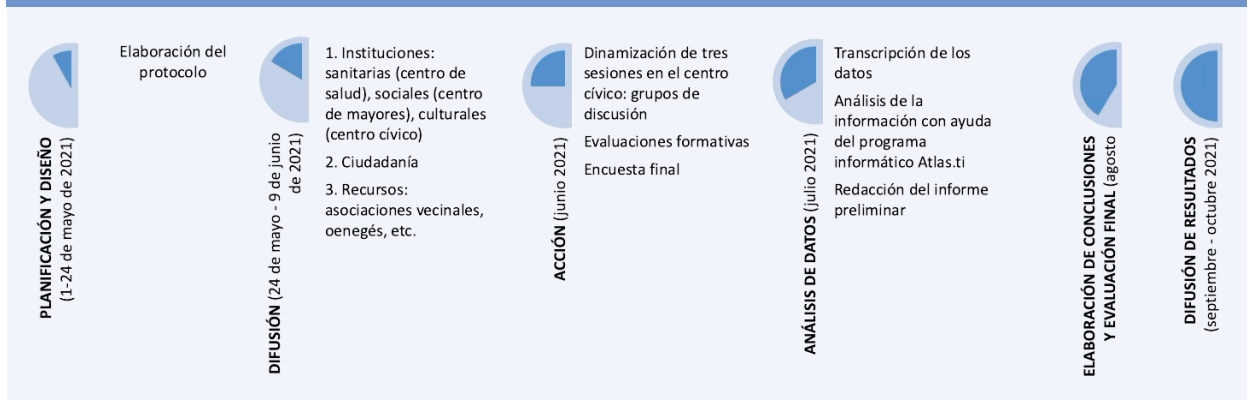 PLANIFICACIÓN Y DISEÑO
(1-24 de mayo de 2021)
Elaboración del
protocolo
DIFUSIÓN (24 de mayo - 9 de junio
de 2021)
1. Instituciones:
sanitarias (centro de
salud), sociales (centro
de mayores), culturales
(centro cívico)
2. Ciudadanía
3. Recursos:
asociaciones vecinales,
oenegés, etc.
ACCIÓN (junio 2021)
Dinamización de tres
sesiones en el centro
cívico: grupos de
discusión
Evaluaciones formativas
Encuesta final
ANÁLISIS DE DATOS (julio 2021)
Transcripción de los
datos
Análisis de la
información con ayuda
del programa
informático Atlas.ti
Redacción del informe
preliminar
ELABORACIÓN DE CONCLUSIONES
Y EVALUACIÓN FINAL (agosto
DIFUSIÓN DE RESULTADOS
(septiembre - octubre 2021)